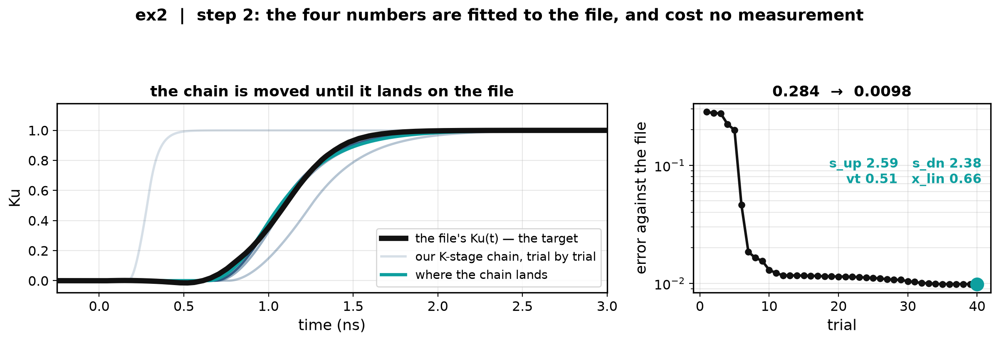 ex2 | step 2: the four numbers are fitted to the file, and cost no measurement
the chain is moved until it lands on the file
Ku
1.0
0.8
0.6
0.4
0.2
0.0
the file's Ku(t) — the target
our K-stage chain, trial by trial
where the chain lands
0.0 0.5 1.0 1.5 2.0 2.5 3.0
time (ns)
0.284 → 0.0098
error against the file
10⁻¹
10⁻²
s_up 2.59 s_dn 2.38
vt 0.51 x_lin 0.66
0 10 20 30 40
trial